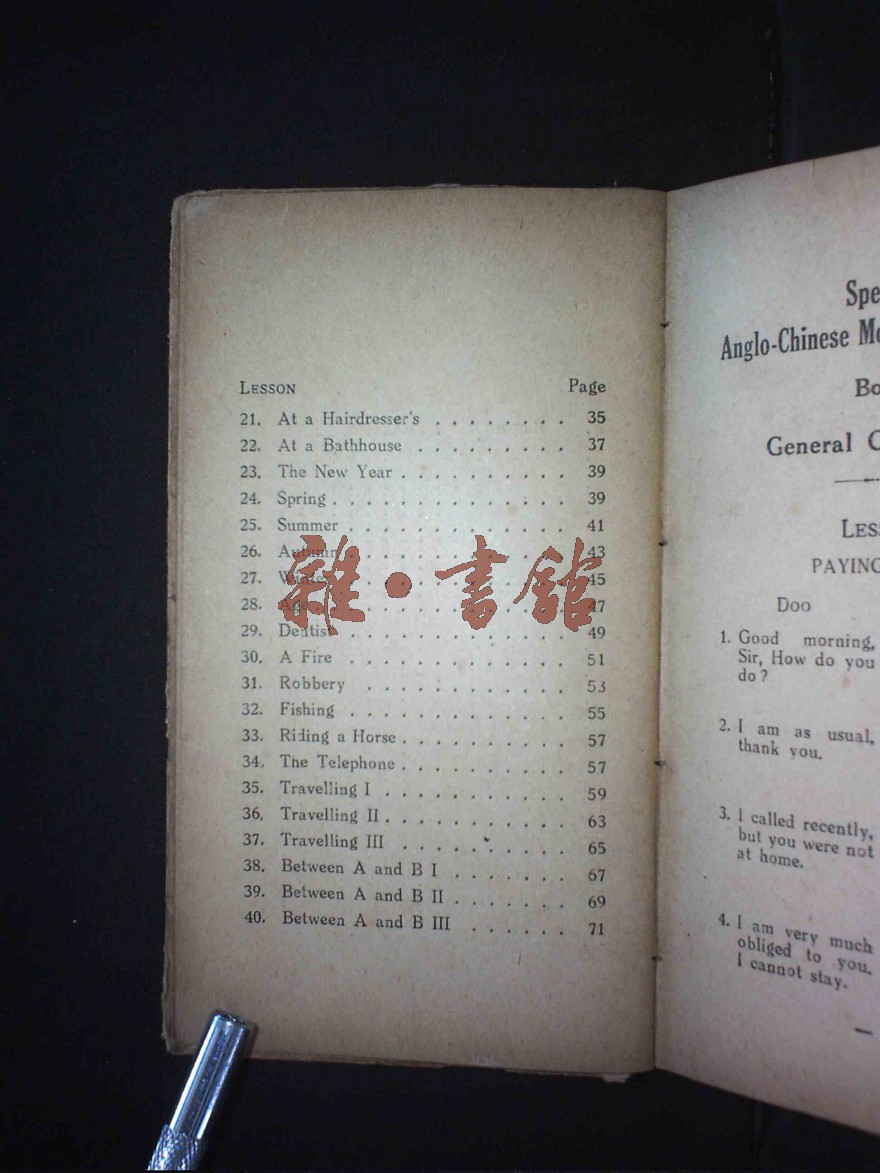 LESSON Page
21. At a Hairdresser's . . . . . . . . 35
22. At a Bathhouse . . . . . . . . . 37
23. The New Year . . . . . . . . . . 39
24. Spring . . . . . . . . . . . . . 39
25. Summer . . . . . . . . . . . . . 41
26. Autumn . . . . . . . . . . . . . 43
27. Winter . . . . . . . . . . . . . 45
28. Age . . . . . . . . . . . . . . 47
29. Dentist . . . . . . . . . . . . . 49
30. A Fire . . . . . . . . . . . . . 51
31. Robbery . . . . . . . . . . . . 53
32. Fishing . . . . . . . . . . . . . 55
33. Riding a Horse . . . . . . . . . . 57
34. The Telephone . . . . . . . . . . 57
35. Travelling I . . . . . . . . . . . 59
36. Travelling II . . . . . . . . . . . 63
37. Travelling III . . . . . . . . . . 65
38. Between A and B I . . . . . . . 67
39. Between A and B II . . . . . . . 69
40. Between A and B III . . . . . . 71
雜·書館
Anglo-Chinese
General
PAYING
Doo
1. Good morning,
Sir, How do you
do?
2. I am as usual,
thank you.
3. I called recently,
but you were not
at home.
4. I am very much
obliged to you.
I cannot stay.